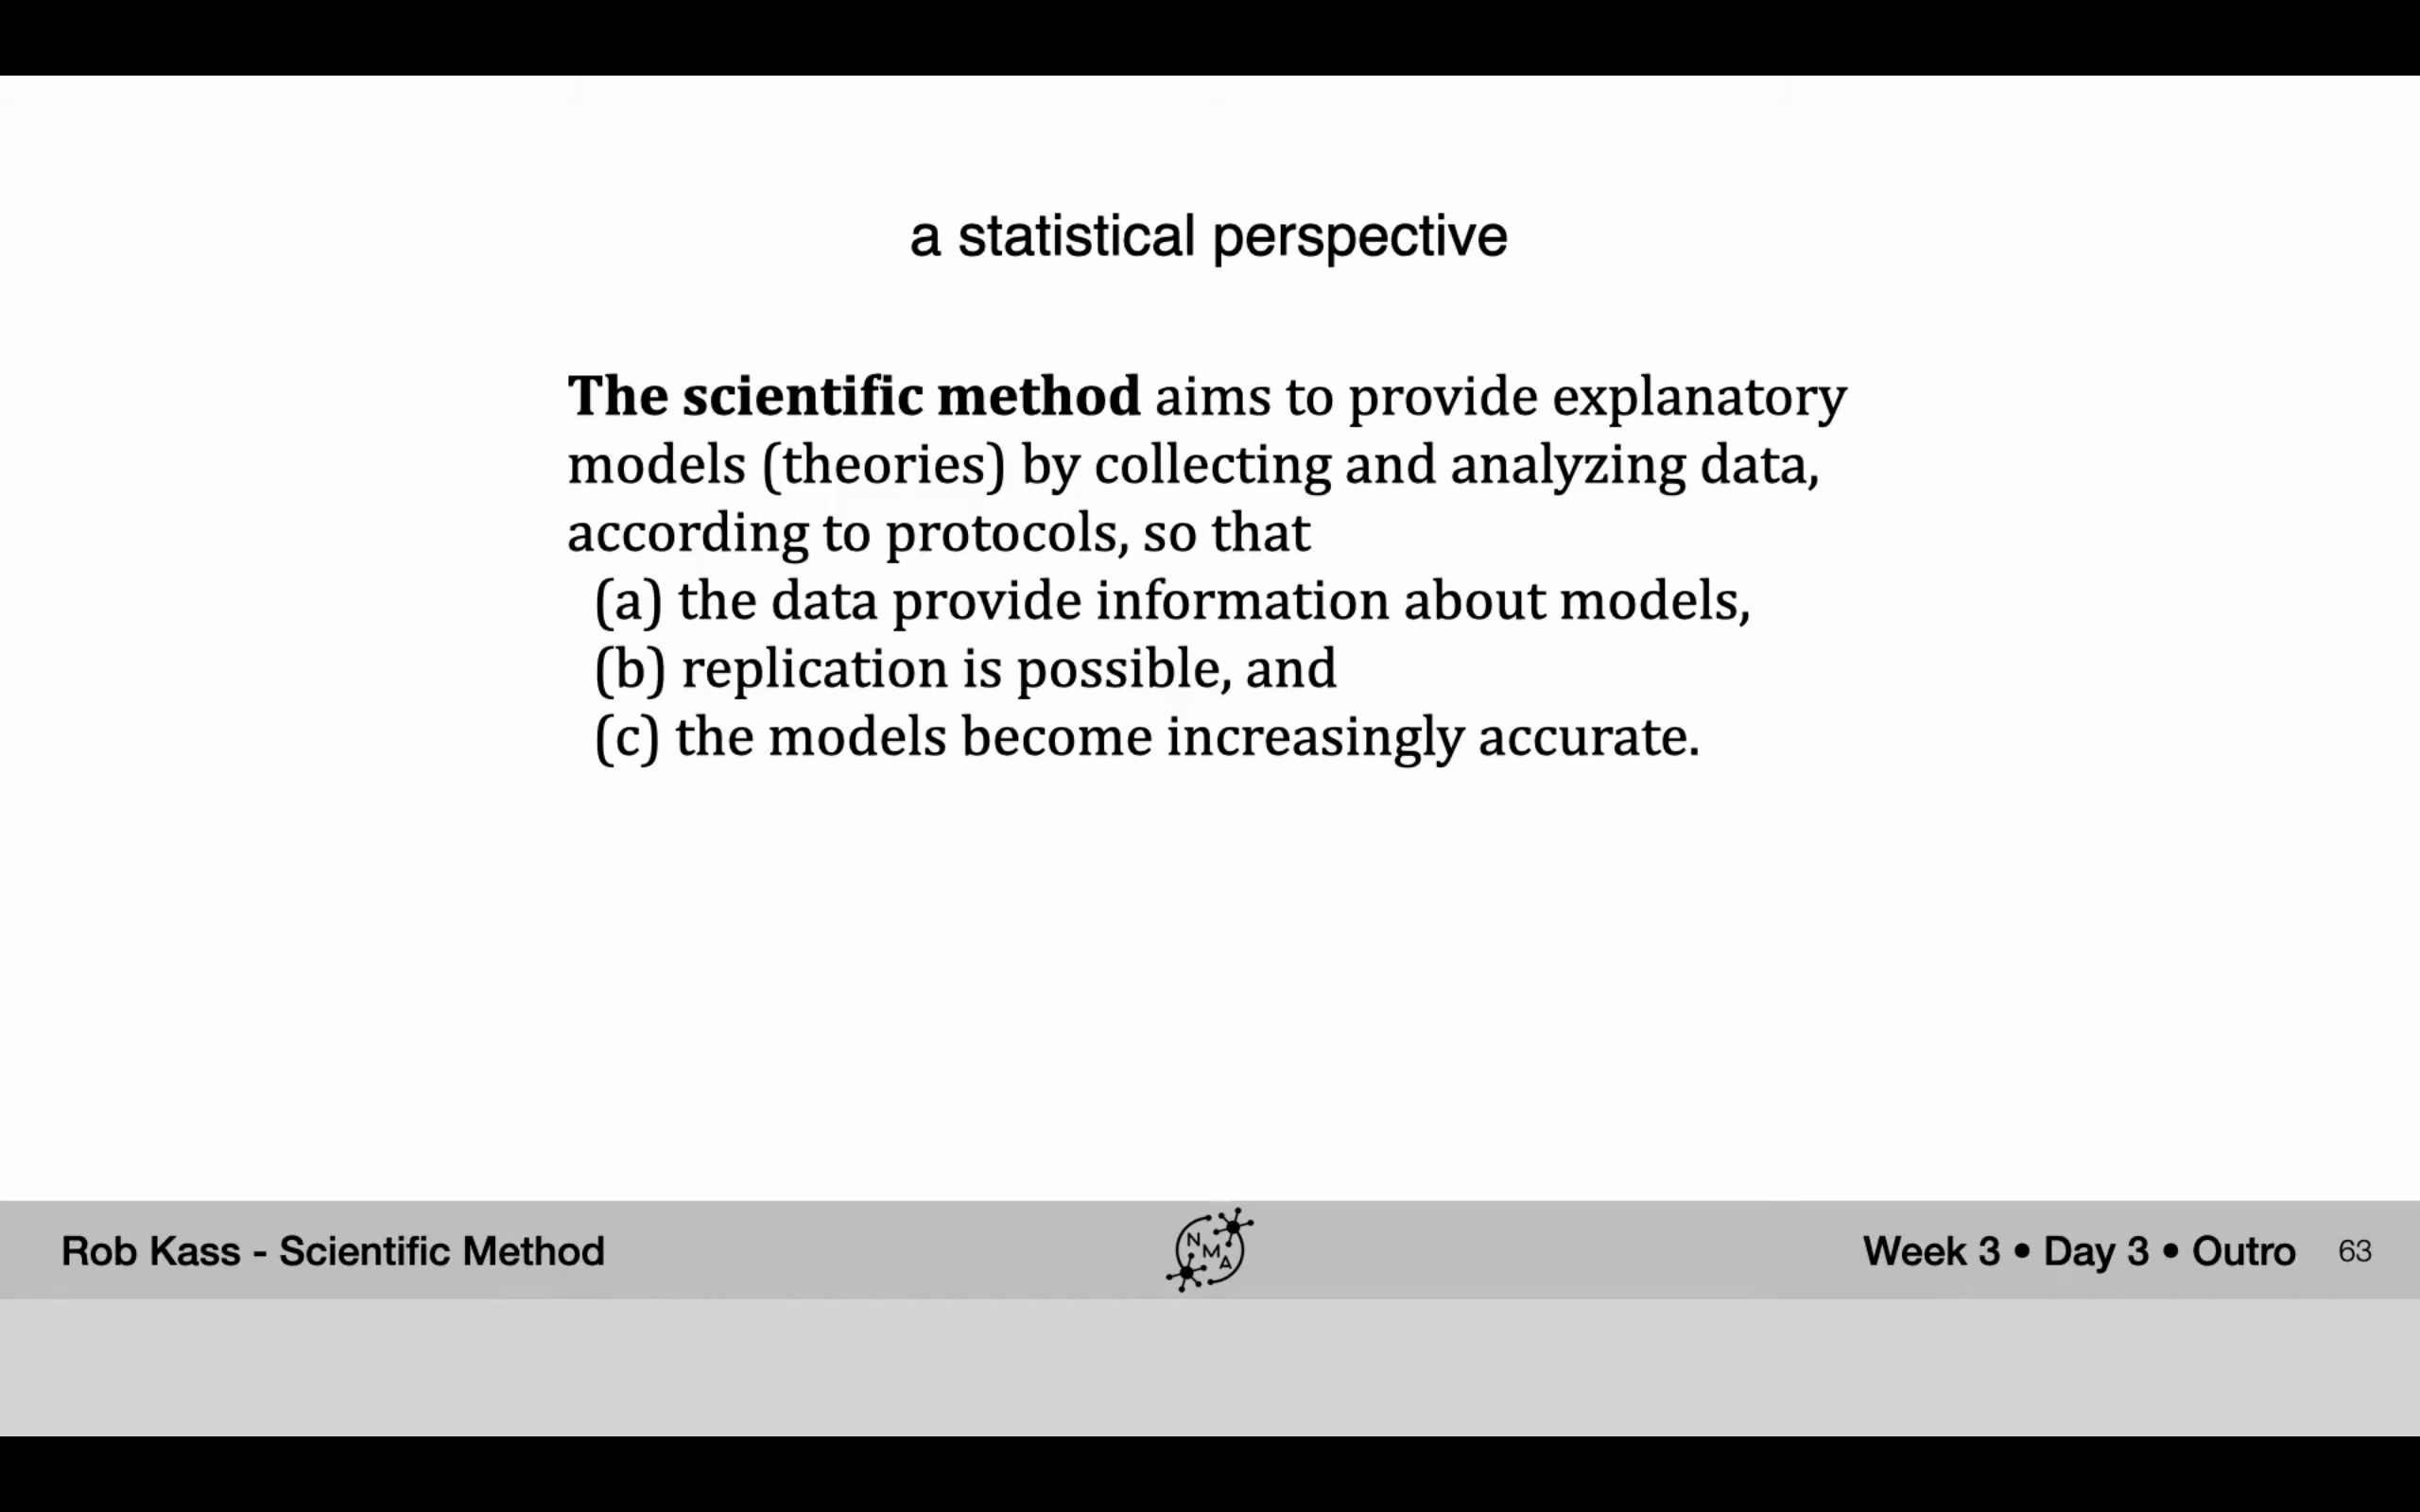 a statistical perspective
The scientific method aims to provide explanatory
models (theories) by collecting and analyzing data,
according to protocols, so that
(a) the data provide information about models,
(b) replication is possible, and
(c) the models become increasingly accurate.
Rob Kass - Scientific Method
N
M
A
Week 3 • Day 3 • Outro 63